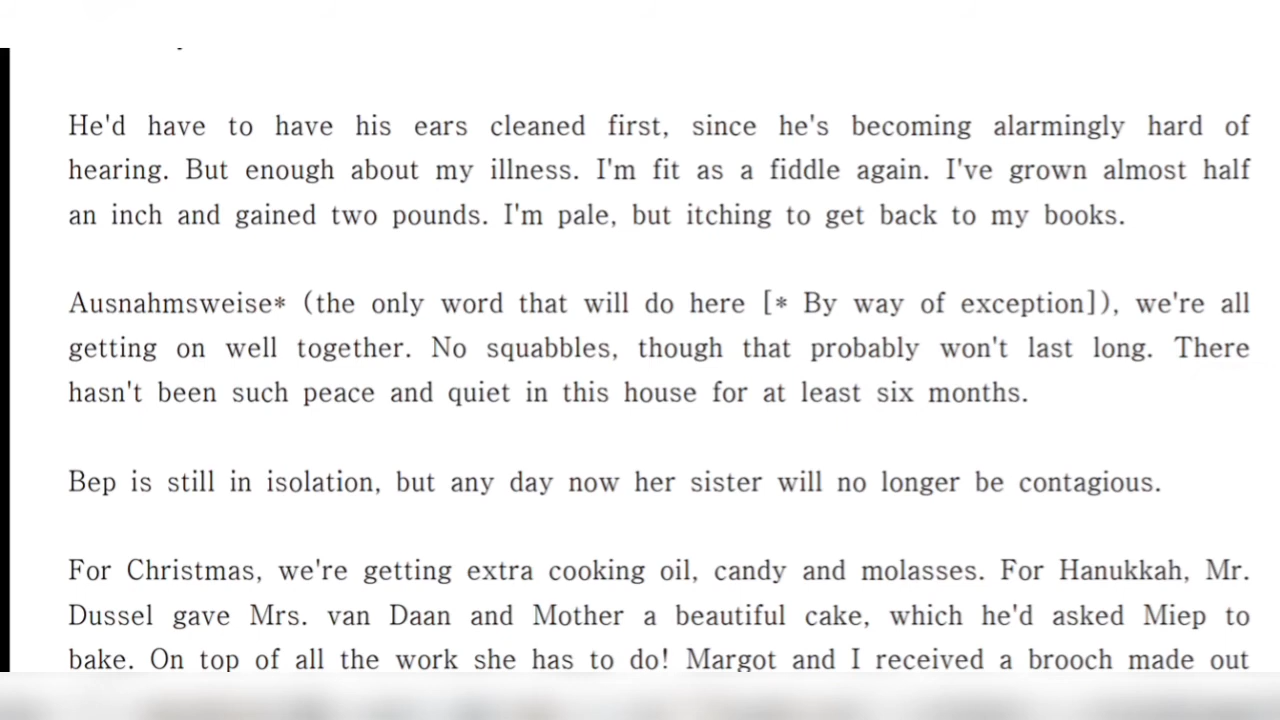 He'd have to have his ears cleaned first, since he's becoming alarmingly hard of
hearing. But enough about my illness. I'm fit as a fiddle again. I've grown almost half
an inch and gained two pounds. I'm pale, but itching to get back to my books.
Ausnahmsweise* (the only word that will do here [* By way of exception]), we're all
getting on well together. No squabbles, though that probably won't last long. There
hasn't been such peace and quiet in this house for at least six months.
Bep is still in isolation, but any day now her sister will no longer be contagious.
For Christmas, we're getting extra cooking oil, candy and molasses. For Hanukkah, Mr.
Dussel gave Mrs. van Daan and Mother a beautiful cake, which he'd asked Miep to
bake. On top of all the work she has to do! Margot and I received a brooch made out